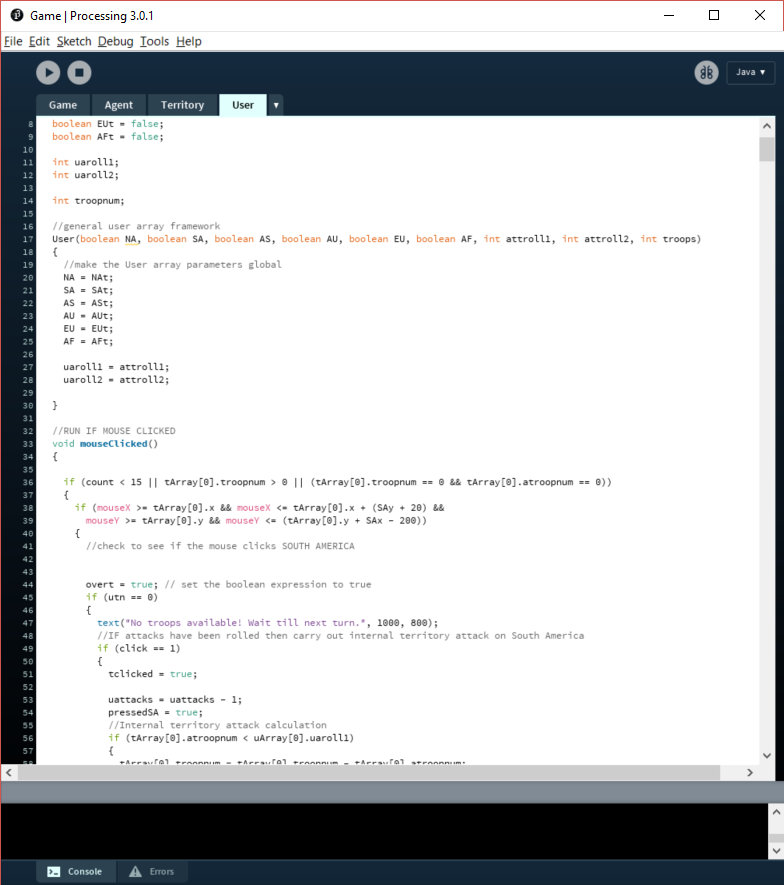 Game | Processing 3.0.1
File Edit Sketch Debug Tools Help
Java ▼
Game Agent Territory User ▼
8 boolean EUt = false;
9 boolean AFt = false;
10
11 int uaroll1;
12 int uaroll2;
13
14 int troopnum;
15
16 //general user array framework
17 User(boolean NA, boolean SA, boolean AS, boolean AU, boolean EU, boolean AF, int attroll1, int attroll2, int troops)
18 {
19 //make the User array parameters global
20 NA = NAt;
21 SA = SAt;
22 AS = ASt;
23 AU = AUt;
24 EU = EUt;
25 AF = AFt;
26
27 uaroll1 = attroll1;
28 uaroll2 = attroll2;
29
30 }
31
32 //RUN IF MOUSE CLICKED
33 void mouseClicked()
34 {
35
36 if (count < 15 || tArray[0].troopnum > 0 || (tArray[0].troopnum == 0 && tArray[0].atroopnum == 0))
37 {
38 if (mouseX >= tArray[0].x && mouseX <= tArray[0].x + (SAy + 20) &&
39 mouseY >= tArray[0].y && mouseY <= (tArray[0].y + SAx - 200))
40 {
41 //check to see if the mouse clicks SOUTH AMERICA
42
43
44 overt = true; // set the boolean expression to true
45 if (utn == 0)
46 {
47 text("No troops available! Wait till next turn.", 1000, 800);
48 //IF attacks have been rolled then carry out internal territory attack on South America
49 if (click == 1)
50 {
51 tclicked = true;
52
53 uattacks = uattacks - 1;
54 pressedSA = true;
55 //Internal territory attack calculation
56 if (tArray[0].atroopnum < uArray[0].uaroll1)
57 {
58 tArray[0].troopnum = tArray[0].troopnum - tArray[0].atroopnum;
Console Errors